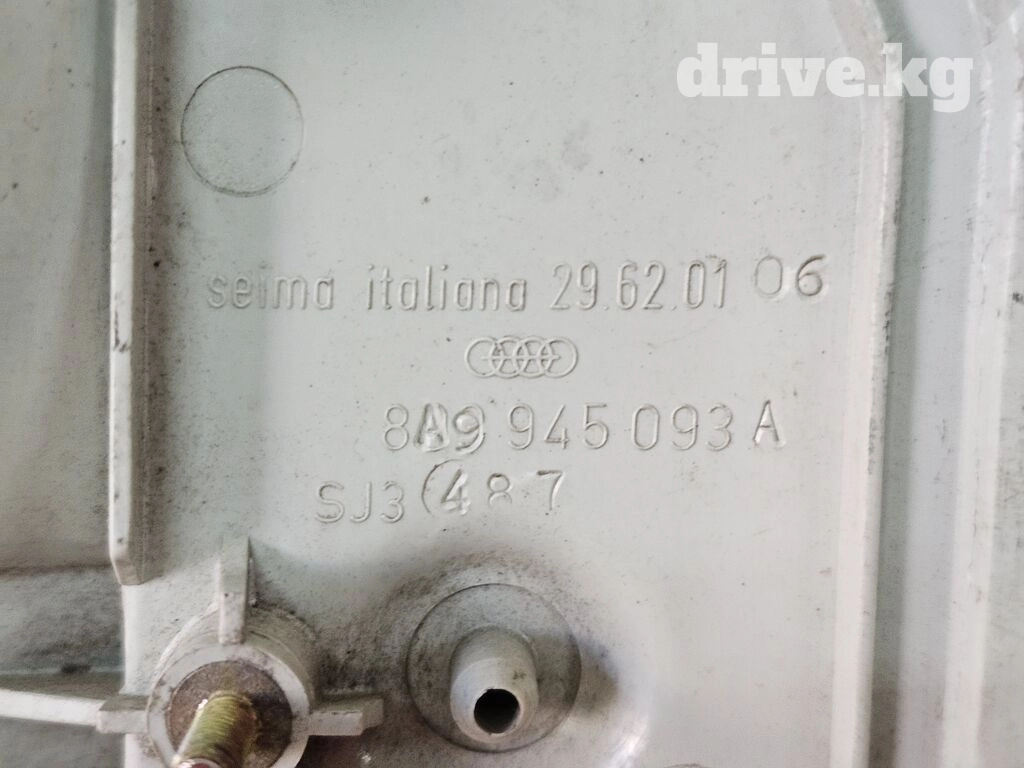 drive.kg
seima italiana 29.62.01 06
8A9 945 093 A
SJ3 487